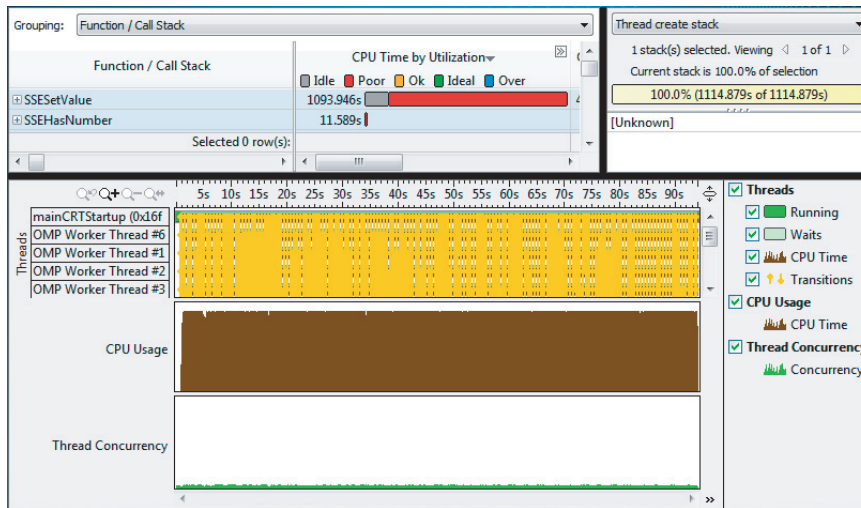 Grouping: Function / Call Stack
Function / Call Stack
CPU Time by Utilization
Idle Poor Ok Ideal Over
SSESetValue 1093.946s
SSEHasNumber 11.589s
Selected 0 row(s):
Thread create stack
1 stack(s) selected. Viewing 1 of 1
Current stack is 100.0% of selection
100.0% (1114.879s of 1114.879s)
[Unknown]
5s 10s 15s 20s 25s 30s 35s 40s 45s 50s 55s 60s 65s 70s 75s 80s 85s 90s
Threads
mainCRTStartup (0x16f
OMP Worker Thread #6
OMP Worker Thread #1
OMP Worker Thread #2
OMP Worker Thread #3
CPU Usage
Thread Concurrency
Threads
Running
Waits
CPU Time
Transitions
CPU Usage
CPU Time
Thread Concurrency
Concurrency